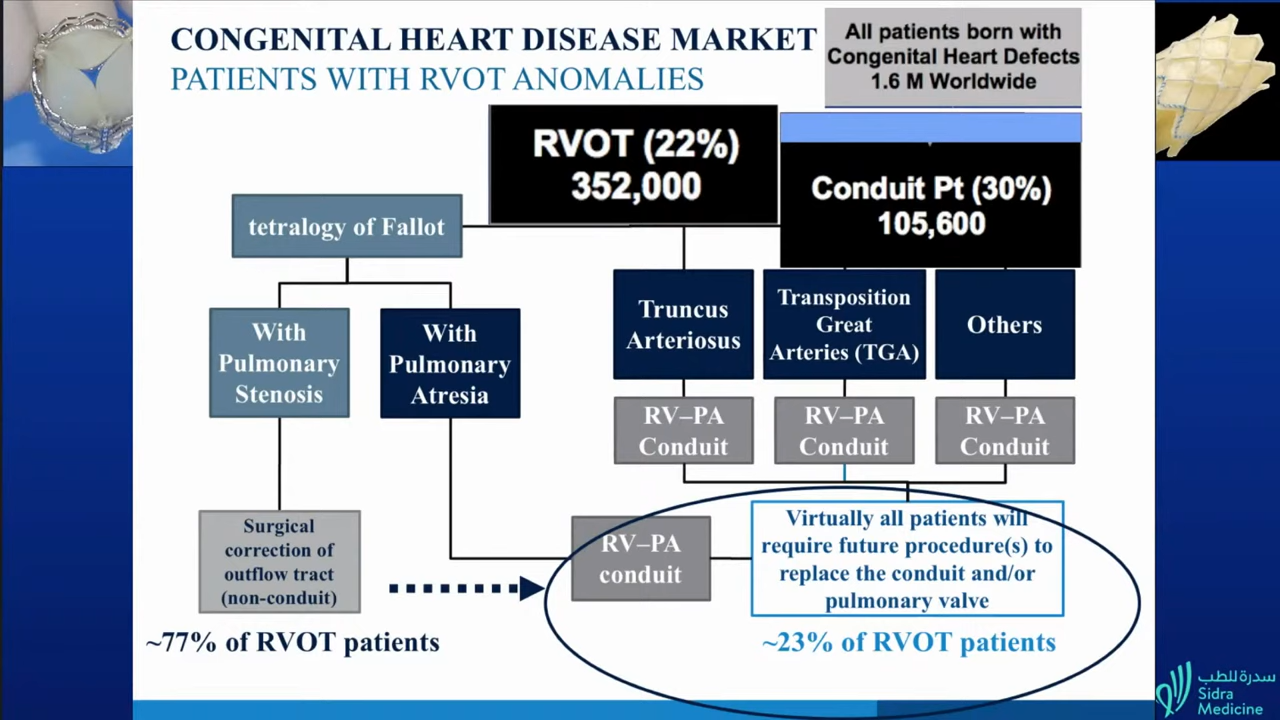 CONGENITAL HEART DISEASE MARKET
PATIENTS WITH RVOT ANOMALIES
All patients born with
Congenital Heart Defects
1.6 M Worldwide
RVOT (22%)
352,000
Conduit Pt (30%)
105,600
tetralogy of Fallot
With
Pulmonary
Stenosis
With
Pulmonary
Atresia
Truncus
Arteriosus
Transposition
Great
Arteries (TGA)
Others
RV–PA
Conduit
RV–PA
Conduit
RV–PA
Conduit
Surgical
correction of
outflow tract
(non-conduit)
RV–PA
conduit
Virtually all patients will
require future procedure(s) to
replace the conduit and/or
pulmonary valve
~77% of RVOT patients
~23% of RVOT patients
سدرة للطب
Sidra
Medicine